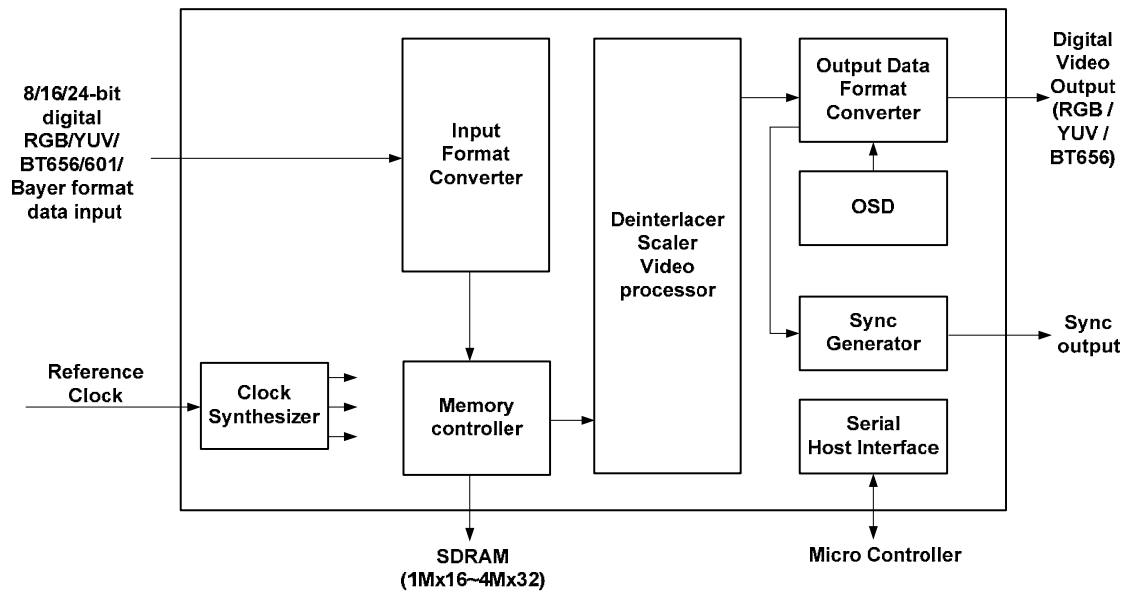 8/16/24-bit
digital
RGB/YUV/
BT656/601/
Bayer format
data input
Input
Format
Converter
Deinterlacer
Scaler
Video
processor
Output Data
Format
Converter
Digital
Video
Output
(RGB /
YUV /
BT656)
OSD
Sync
Generator
Sync
output
Reference
Clock
Clock
Synthesizer
Memory
controller
Serial
Host Interface
SDRAM
(1Mx16~4Mx32)
Micro Controller